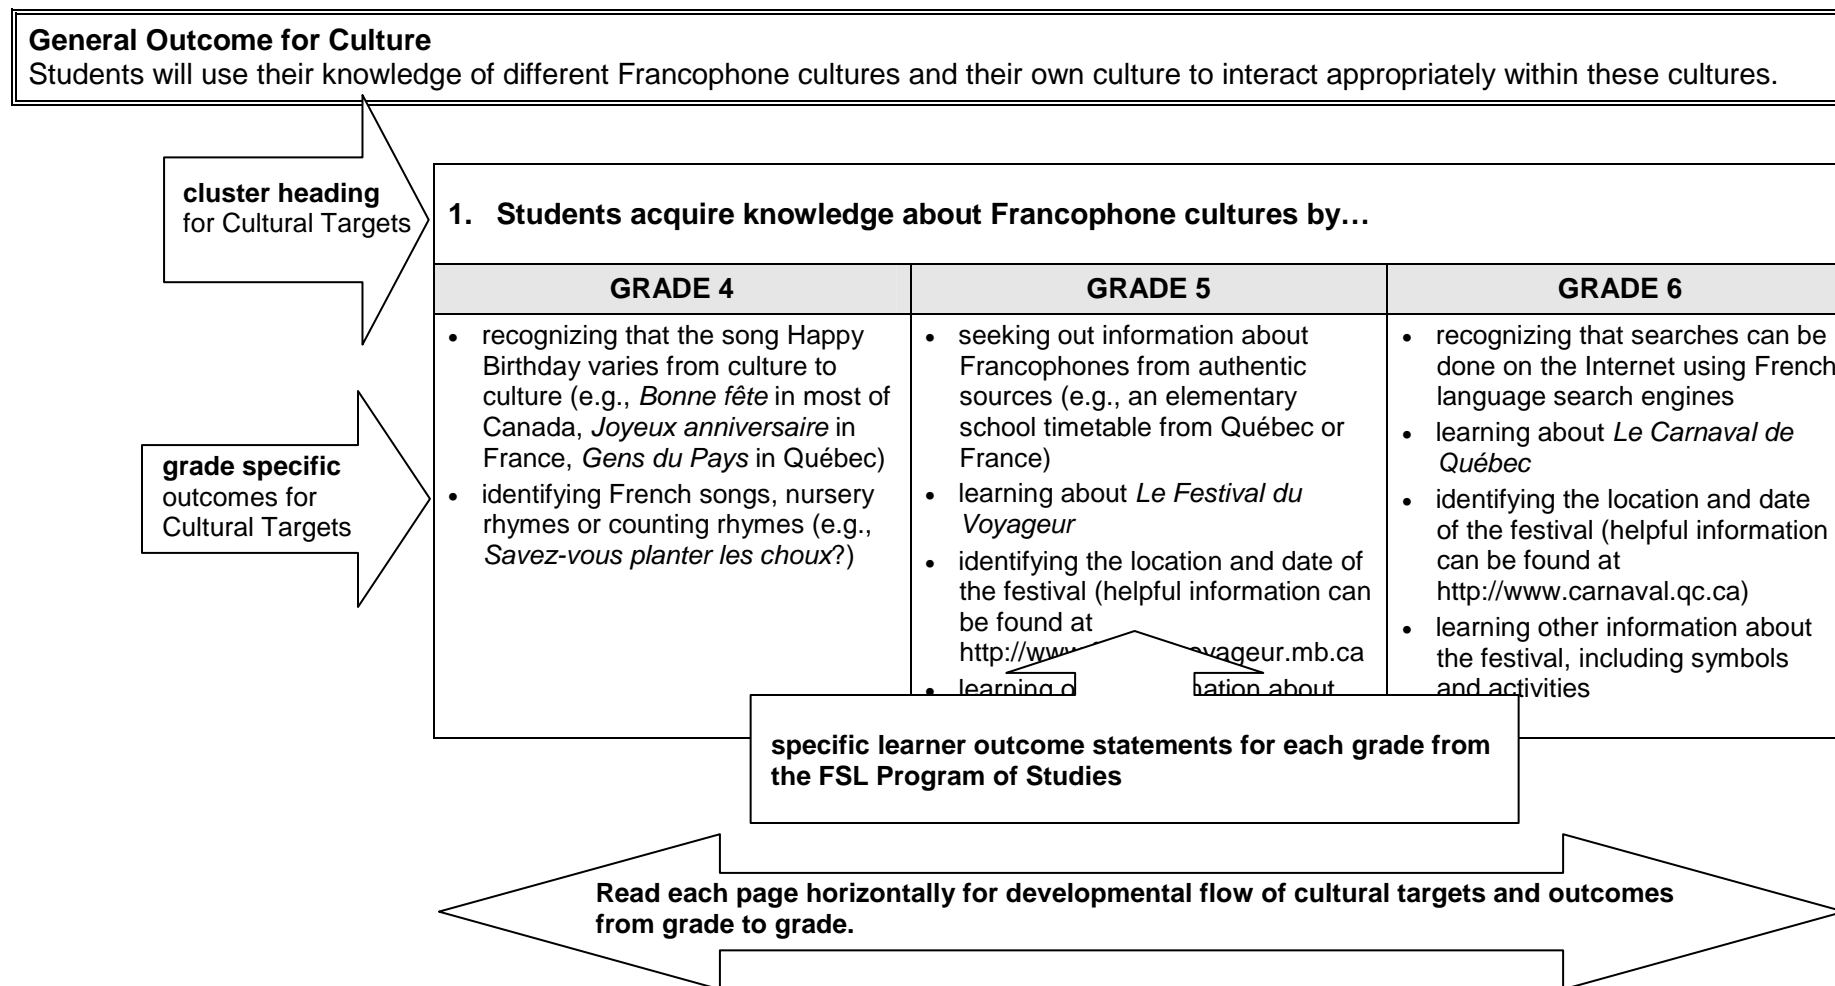 General Outcome for Culture
Students will use their knowledge of different Francophone cultures and their own culture to interact appropriately within these cultures.
cluster heading
for Cultural Targets
1. Students acquire knowledge about Francophone cultures by…
GRADE 4
GRADE 5
GRADE 6
grade specific
outcomes for
Cultural Targets
• recognizing that the song Happy
Birthday varies from culture to
culture (e.g., Bonne fête in most of
Canada, Joyeux anniversaire in
France, Gens du Pays in Québec)
• identifying French songs, nursery
rhymes or counting rhymes (e.g.,
Savez-vous planter les choux?)
• seeking out information about
Francophones from authentic
sources (e.g., an elementary
school timetable from Québec or
France)
• learning about Le Festival du
Voyageur
• identifying the location and date of
the festival (helpful information can
be found at
http://www
yageur.mb.ca
• learning
about
• recognizing that searches can be
done on the Internet using French
language search engines
• learning about Le Carnaval de
Québec
• identifying the location and date
of the festival (helpful information
can be found at
http://www.carnaval.qc.ca)
• learning other information about
the festival, including symbols
and activities
specific learner outcome statements for each grade from
the FSL Program of Studies
Read each page horizontally for developmental flow of cultural targets and outcomes
from grade to grade.